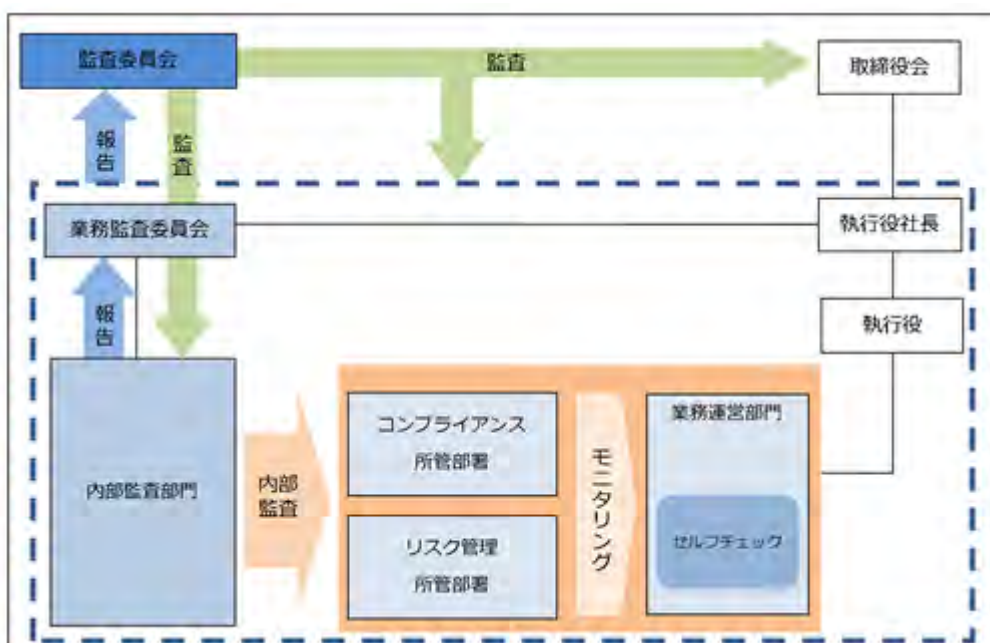 監査委員会
監査
取締役会
報告
監査
業務監査委員会
執行役社長
報告
執行役
内部監査部門
内部
監査
コンプライアンス
所管部署
リスク管理
所管部署
モニタリング
業務運営部門
セルフチェック